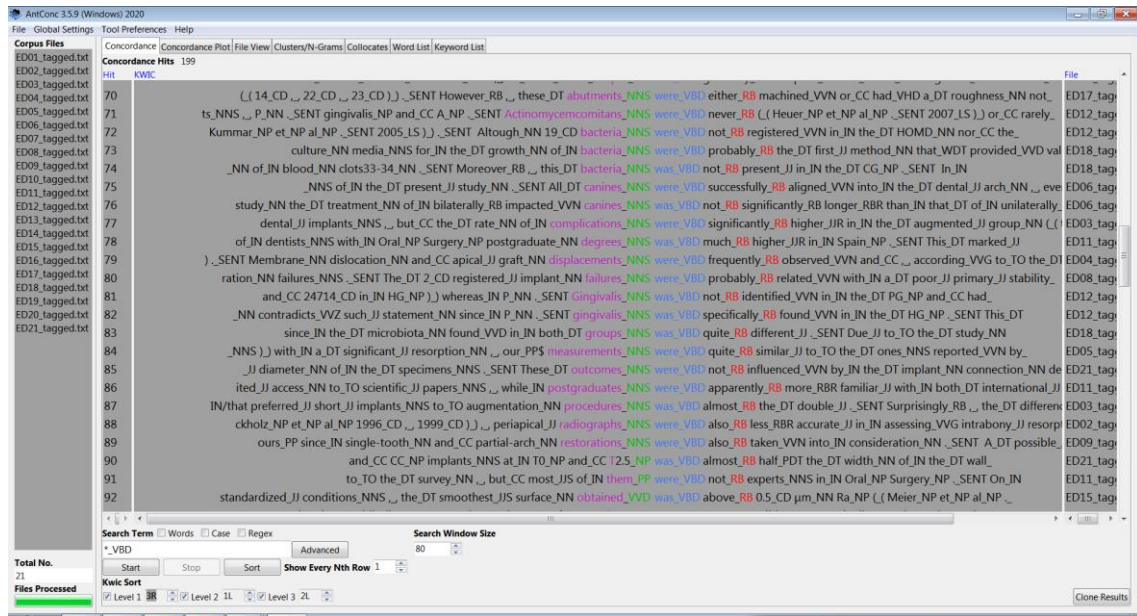 AntConc 3.5.9 (Windows) 2020
File Global Settings Tool Preferences Help
Corpus Files
ED01_tagged.txt
ED02_tagged.txt
ED03_tagged.txt
ED04_tagged.txt
ED05_tagged.txt
ED06_tagged.txt
ED07_tagged.txt
ED08_tagged.txt
ED09_tagged.txt
ED10_tagged.txt
ED11_tagged.txt
ED12_tagged.txt
ED13_tagged.txt
ED14_tagged.txt
ED15_tagged.txt
ED16_tagged.txt
ED17_tagged.txt
ED18_tagged.txt
ED19_tagged.txt
ED20_tagged.txt
ED21_tagged.txt
Concordance Concordance Plot File View Clusters/N-Grams Collocates Word List Keyword List
Concordance Hits 199
Hit KWIC File
70 (_( 14_CD ,_, 22_CD ,_, 23_CD )_) ._SENT However_RB ,_, these_DT abutments_NNS were_VBD either_RB machined_VVN or_CC had_VHD a_DT roughness_NN not_ ED17_tag
71 ts_NNS ,_, P_NN ._SENT gingivalis_NP and_CC A_NP ._SENT Actinomycemcomitans_NNS were_VBD never_RB (_( Heuer_NP et_NP al_NP ._SENT 2007_LS )_) or_CC rarely_ ED12_tag
72 Kummar_NP et_NP al_NP ._SENT 2005_LS )_) ._SENT Altough_NN 19_CD bacteria_NNS were_VBD not_RB registered_VVN in_IN the_DT HOMD_NN nor_CC the_ ED12_tag
73 culture_NN media_NNS for_IN the_DT growth_NN of_IN bacteria_NNS were_VBD probably_RB the_DT first_JJ method_NN that_WDT provided_VVD val ED18_tag
74 _NN of_IN blood_NN clots33-34_NN ._SENT Moreover_RB ,_, this_DT bacteria_NNS was_VBD not_RB present_JJ in_IN the_DT CG_NP ._SENT In_IN ED18_tag
75 _NNS of_IN the_DT present_JJ study_NN ._SENT All_DT canines_NNS were_VBD successfully_RB aligned_VVN into_IN the_DT dental_JJ arch_NN ,_, eve ED06_tag
76 study_NN the_DT treatment_NN of_IN bilaterally_RB impacted_VVN canines_NNS was_VBD not_RB significantly_RB longer_RBR than_IN that_DT of_IN unilaterally_ ED06_tag
77 dental_JJ implants_NNS ,_, but_CC the_DT rate_NN of_IN complications_NNS was_VBD significantly_RB higher_JJR in_IN the_DT augmented_JJ group_NN (_( ED03_tag
78 of_IN dentists_NNS with_IN Oral_NP Surgery_NP postgraduate_NN degrees_NNS was_VBD much_RB higher_JJR in_IN Spain_NP ._SENT This_DT marked_JJ ED11_tag
79 )_. _SENT Membrane_NN dislocation_NN and_CC apical_JJ graft_NN displacements_NNS were_VBD frequently_RB observed_VVN and_CC ,_, according_VVG to_TO the_DT ED04_tag
80 ration_NN failures_NNS ._SENT The_DT 2_CD registered_JJ implant_NN failures_NNS were_VBD probably_RB related_VVN with_IN a_DT poor_JJ primary_JJ stability_ ED08_tag
81 and_CC 24714_CD in_IN HG_NP )_) whereas_IN P_NN ._SENT Gingivalis_NNS was_VBD not_RB identified_VVN in_IN the_DT PG_NP and_CC had_ ED12_tag
82 _NN contradicts_VVZ such_JJ statement_NN since_IN P_NN ._SENT gingivalis_NNS was_VBD specifically_RB found_VVN in_IN the_DT HG_NP ._SENT This_DT ED12_tag
83 since_IN the_DT microbiota_NN found_VVD in_IN both_DT groups_NNS was_VBD quite_RB different_JJ ._SENT Due_JJ to_TO the_DT study_NN ED18_tag
84 _NNS )_) with_IN a_DT significant_JJ resorption_NN ,_, our_PP$ measurements_NNS were_VBD quite_RB similar_JJ to_TO the_DT ones_NNS reported_VVN by_ ED05_tag
85 _JJ diameter_NN of_IN the_DT specimens_NNS ._SENT These_DT outcomes_NNS were_VBD not_RB influenced_VVN by_IN the_DT implant_NN connection_NN de ED21_tag
86 ited_JJ access_NN to_TO scientific_JJ papers_NNS ,_, while_IN postgraduates_NNS were_VBD apparently_RB more_RBR familiar_JJ with_IN both_DT international_JJ ED11_tag
87 IN/that preferred_JJ short_JJ implants_NNS to_TO augmentation_NN procedures_NNS was_VBD almost_RB the_DT double_JJ ._SENT Surprisingly_RB ,_, the_DT differenc ED03_tag
88 ckholz_NP et_NP al_NP 1996_CD ,_, 1999_CD )_) ,_, periapical_JJ radiographs_NNS were_VBD also_RB less_RBR accurate_JJ in_IN assessing_VVG intrabony_JJ resorpt ED02_tag
89 ours_PP since_IN single-tooth_NN and_CC partial-arch_NN restorations_NNS were_VBD also_RB taken_VVN into_IN consideration_NN ._SENT A_DT possible_ ED09_tag
90 and_CC CC_NP implants_NNS at_IN T0_NP and_CC T2.5_NP was_VBD almost_RB half_PDT the_DT width_NN of_IN the_DT wall_ ED21_tag
91 to_TO the_DT survey_NN ,_, but_CC most_JJS of_IN them_PP were_VBD not_RB experts_NNS in_IN Oral_NP Surgery_NP ._SENT On_IN ED11_tag
92 standardized_JJ conditions_NNS ,_, the_DT smoothest_JJS surface_NN obtained_VVD was_VBD above_RB 0.5_CD μm_NN Ra_NP (_( Meier_NP et_NP al_NP ._ ED15_tag
Search Term Words Case Regex Search Window Size
*_VBD Advanced 80
Start Stop Sort Show Every Nth Row 1
Total No.
21
Files Processed
Kwic Sort
Level 1 3R Level 2 1L Level 3 2L
Clone Results